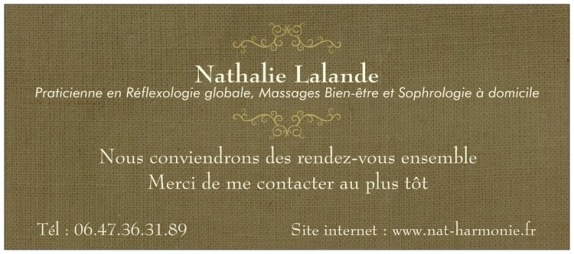 Nathalie Lalande
Praticienne en Réflexologie globale, Massages Bien-être et Sophrologie à domicile
Nous conviendrons des rendez-vous ensemble
Merci de me contacter au plus tôt
Tél : 06.47.36.31.89 Site internet : www.nat-harmonie.fr